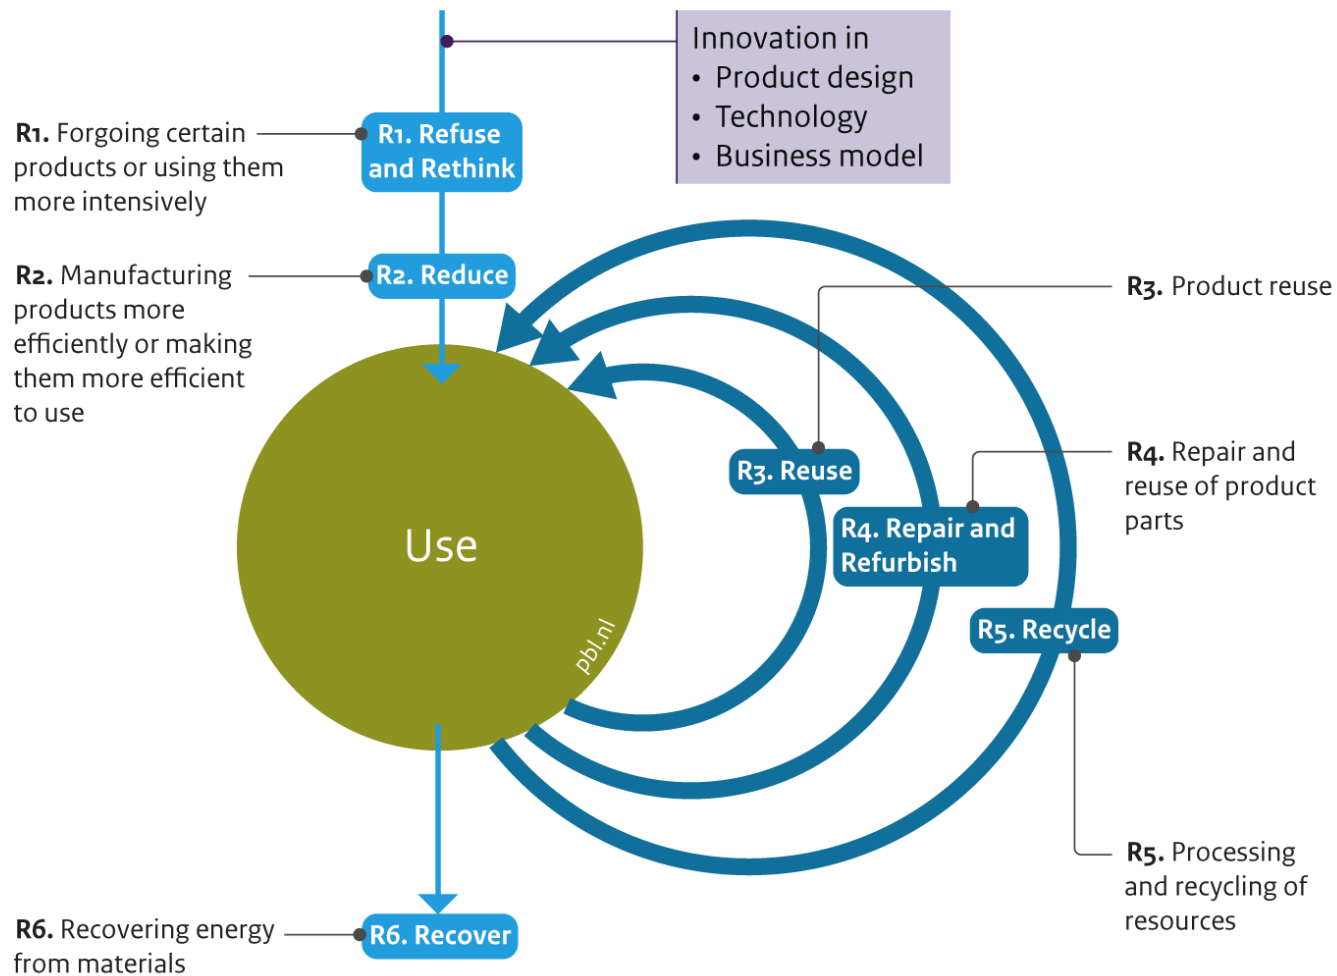 Innovation in
• Product design
• Technology
• Business model
R1. Forgoing certain
products or using them
more intensively
R1. Refuse
and Rethink
R2. Manufacturing
products more
efficiently or making
them more efficient
to use
R2. Reduce
R3. Product reuse
R3. Reuse
R4. Repair and
reuse of product
parts
R4. Repair and
Refurbish
Use
pbl.nl
R5. Recycle
R5. Processing
and recycling of
resources
R6. Recovering energy
from materials
R6. Recover